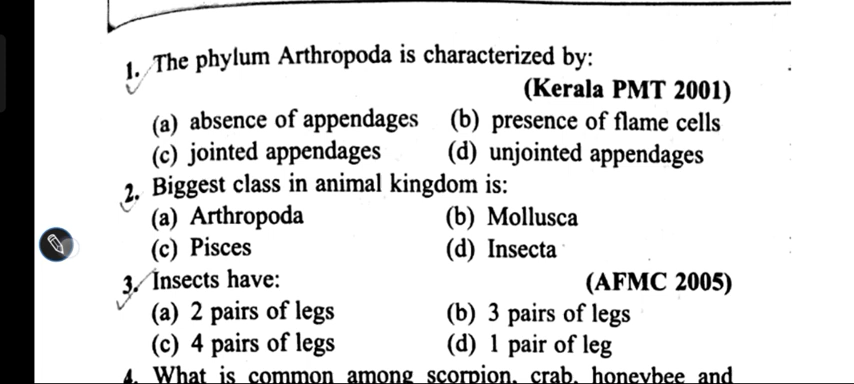 1. The phylum Arthropoda is characterized by:
(Kerala PMT 2001)
(a) absence of appendages (b) presence of flame cells
(c) jointed appendages (d) unjointed appendages
2. Biggest class in animal kingdom is:
(a) Arthropoda (b) Mollusca
(c) Pisces (d) Insecta
3. Insects have: (AFMC 2005)
(a) 2 pairs of legs (b) 3 pairs of legs
(c) 4 pairs of legs (d) 1 pair of leg
4. What is common among scorpion, crab, honeybee and